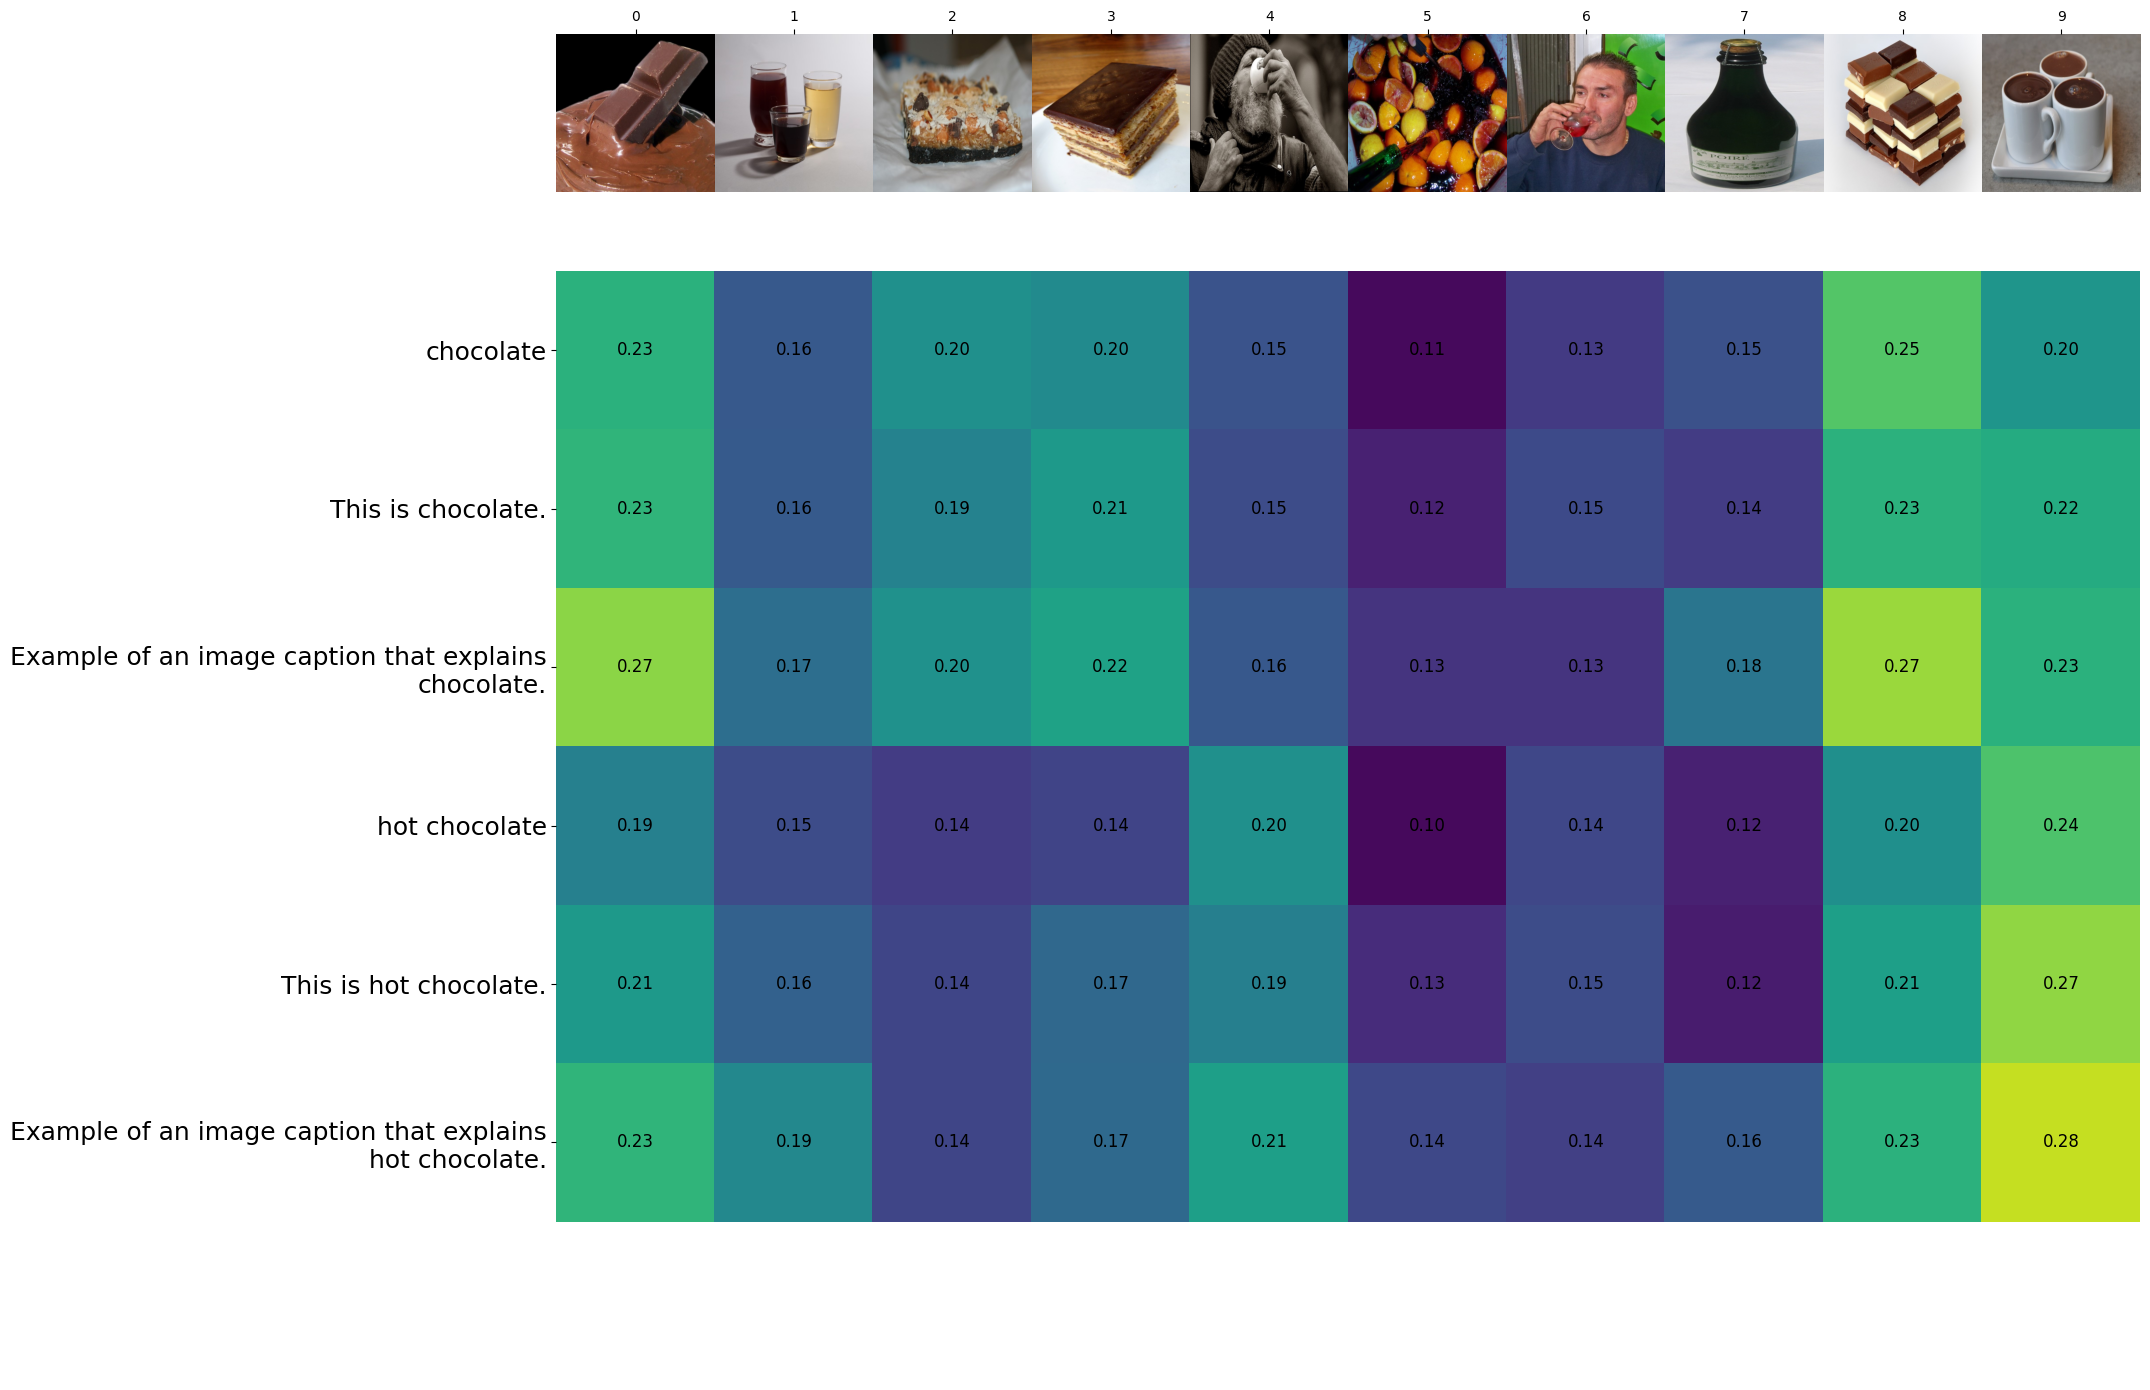 0 1 2 3 4 5 6 7 8 9
POIRE
chocolate 0.23 0.16 0.20 0.20 0.15 0.11 0.13 0.15 0.25 0.20
This is chocolate. 0.23 0.16 0.19 0.21 0.15 0.12 0.15 0.14 0.23 0.22
Example of an image caption that explains
chocolate. 0.27 0.17 0.20 0.22 0.16 0.13 0.13 0.18 0.27 0.23
hot chocolate 0.19 0.15 0.14 0.14 0.20 0.10 0.14 0.12 0.20 0.24
This is hot chocolate. 0.21 0.16 0.14 0.17 0.19 0.13 0.15 0.12 0.21 0.27
Example of an image caption that explains
hot chocolate. 0.23 0.19 0.14 0.17 0.21 0.14 0.14 0.16 0.23 0.28